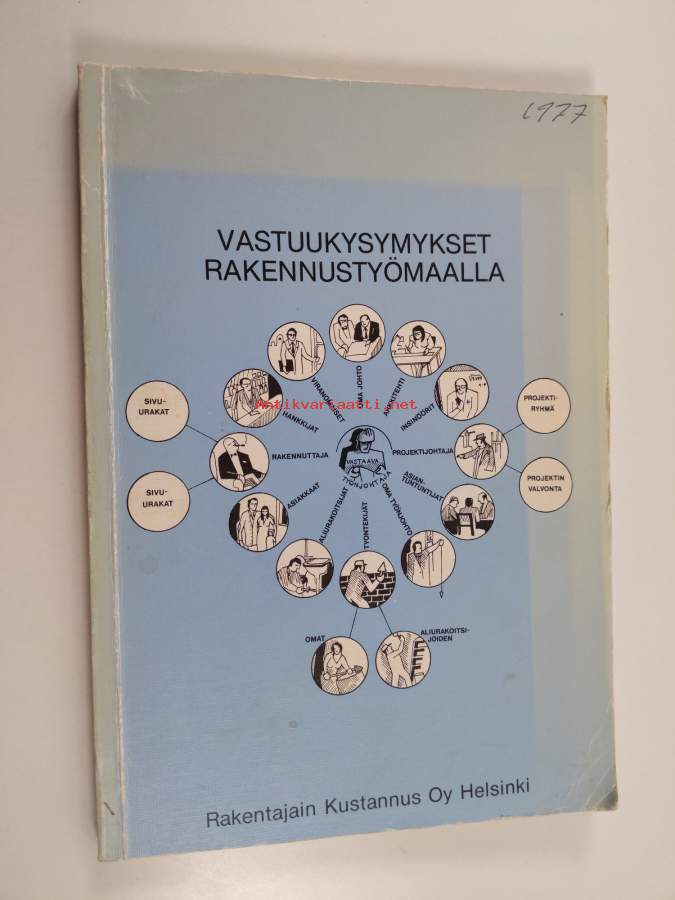 1977
VASTUUKYSYMYKSET
RAKENNUSTYÖMAALLA
SIVU-
URAKAT
SIVU-
URAKAT
HANKKIJAT
VIRANOMAISET
OMA JOHTO
ARKKITEHTI
INSINÖÖRIT
PROJEKTI-
RYHMÄ
PROJEKTIN
VALVONTA
RAKENNUTTAJA
VASTAAVA
TYÖNJOHTAJA
PROJEKTIJOHTAJA
ASIAKKAAT
ALIURAKOITSIJAT
TYÖNTEKIJÄT
OMA TYÖNJOHTO
ASIAN-
TUNTIJAT
OMAT
ALIURAKOITSI-
JOIDEN
Antikvariaatti.net
Rakentajain Kustannus Oy Helsinki